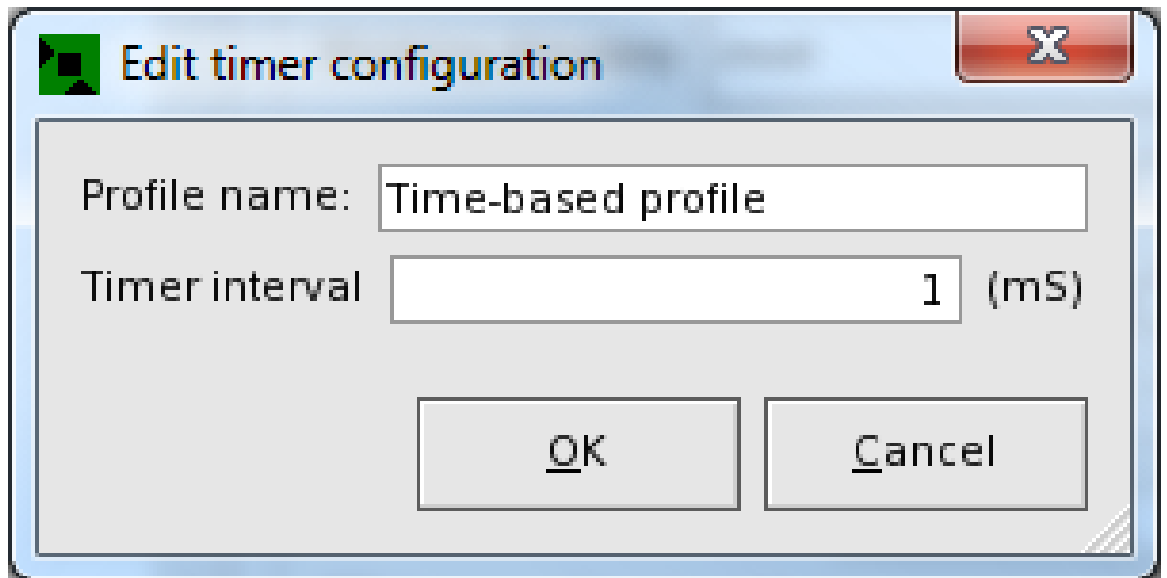 Edit timer configuration
Profile name: Time-based profile
Timer interval 1 (mS)
OK Cancel